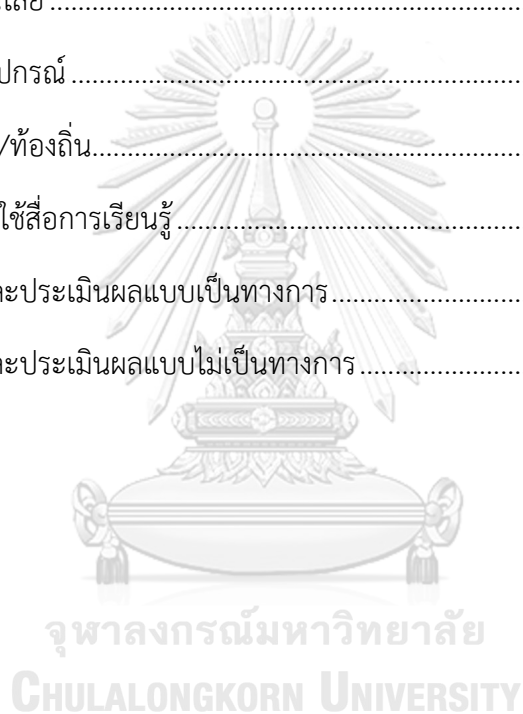 ปกรณ์
/ท้องถิ่น
ใช้สื่อการเรียนรู้
ละประเมินผลแบบเป็นทางการ
ละประเมินผลแบบไม่เป็นทางการ
จุฬาลงกรณ์มหาวิทยาลัย
CHULALONGKORN UNIVERSITY